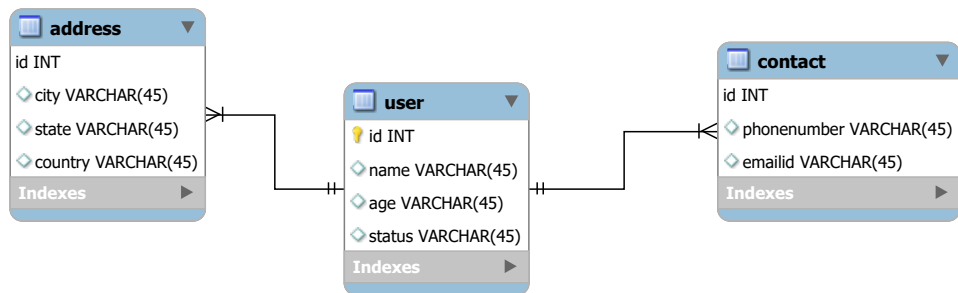 address
id INT
city VARCHAR(45)
state VARCHAR(45)
country VARCHAR(45)
Indexes
user
id INT
name VARCHAR(45)
age VARCHAR(45)
status VARCHAR(45)
Indexes
contact
id INT
phonenumber VARCHAR(45)
emailid VARCHAR(45)
Indexes